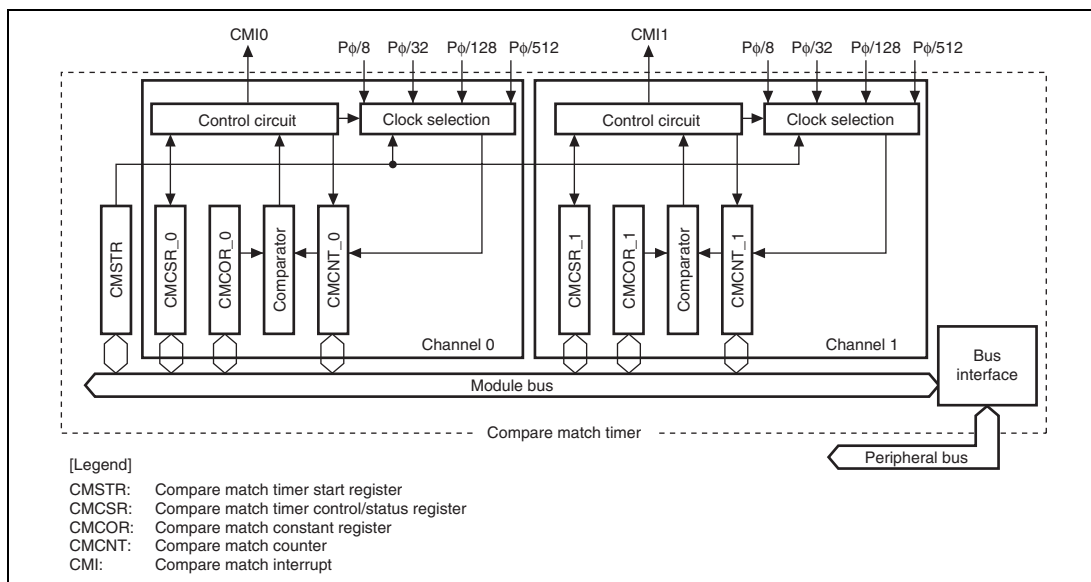 CMI0 Pϕ/8 Pϕ/32 Pϕ/128 Pϕ/512 CMI1 Pϕ/8 Pϕ/32 Pϕ/128 Pϕ/512
Control circuit Clock selection Control circuit Clock selection
CMSTR
CMCSR_0
CMCOR_0
Comparator
CMCNT_0
CMCSR_1
CMCOR_1
Comparator
CMCNT_1
Channel 0 Channel 1
Module bus
Bus
interface
Compare match timer
Peripheral bus
[Legend]
CMSTR: Compare match timer start register
CMCSR: Compare match timer control/status register
CMCOR: Compare match constant register
CMCNT: Compare match counter
CMI: Compare match interrupt